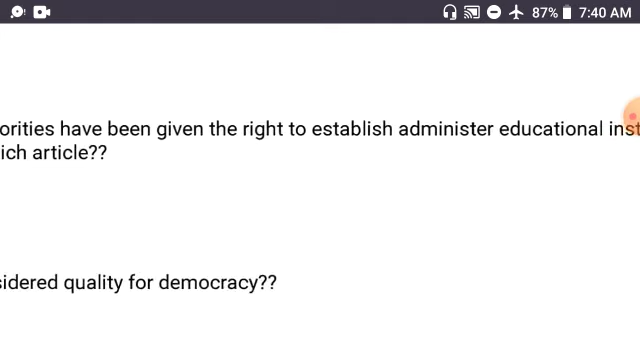 87% 7:40 AM
orities have been given the right to establish administer educational inst
ich article??
sidered quality for democracy??